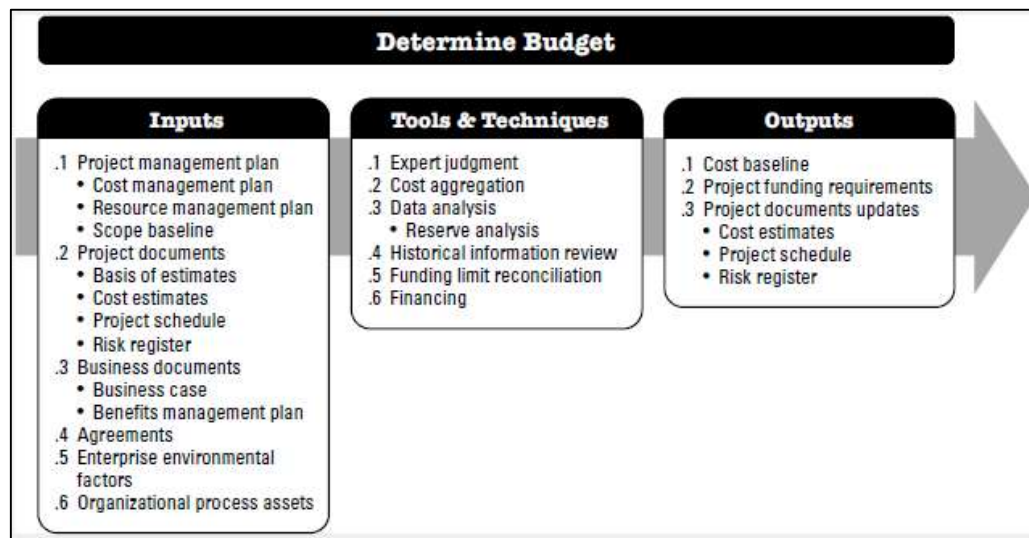 Determine Budget
Inputs
.1 Project management plan
• Cost management plan
• Resource management plan
• Scope baseline
.2 Project documents
• Basis of estimates
• Cost estimates
• Project schedule
• Risk register
.3 Business documents
• Business case
• Benefits management plan
.4 Agreements
.5 Enterprise environmental
factors
.6 Organizational process assets
Tools & Techniques
.1 Expert judgment
.2 Cost aggregation
.3 Data analysis
• Reserve analysis
.4 Historical information review
.5 Funding limit reconciliation
.6 Financing
Outputs
.1 Cost baseline
.2 Project funding requirements
.3 Project documents updates
• Cost estimates
• Project schedule
• Risk register